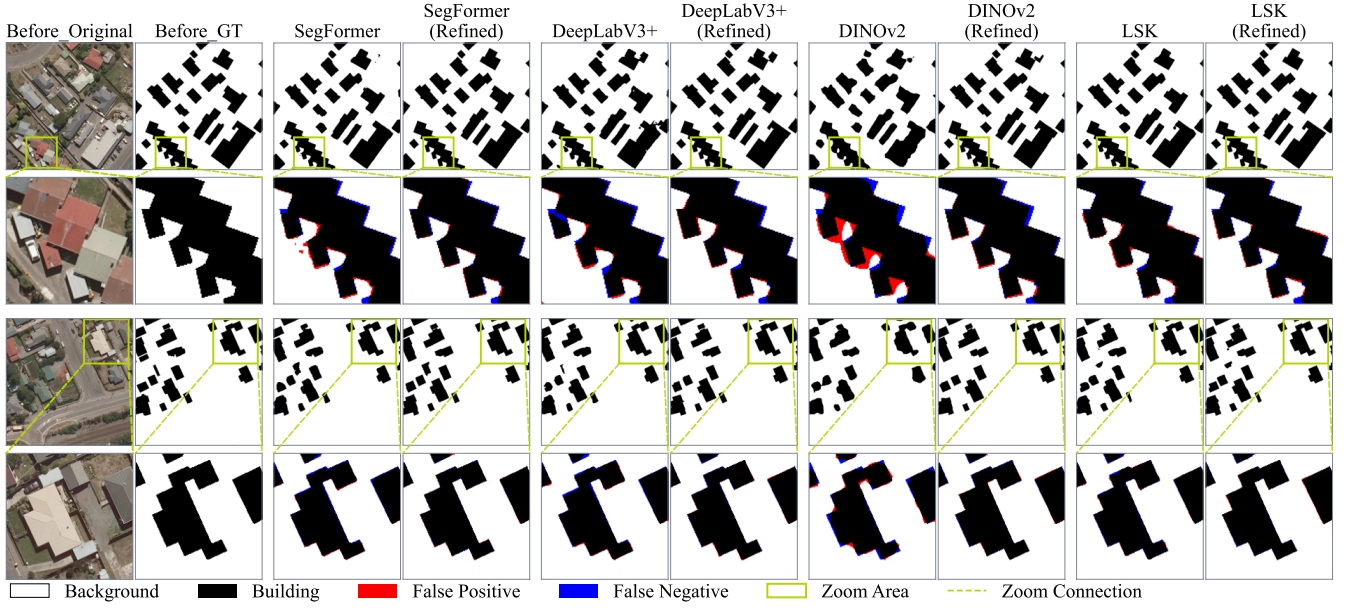 Before_Original
Before_GT
SegFormer
SegFormer
(Refined)
DeepLabV3+
DeepLabV3+
(Refined)
DINOv2
DINOv2
(Refined)
LSK
LSK
(Refined)
Background
Building
False Positive
False Negative
Zoom Area
Zoom Connection